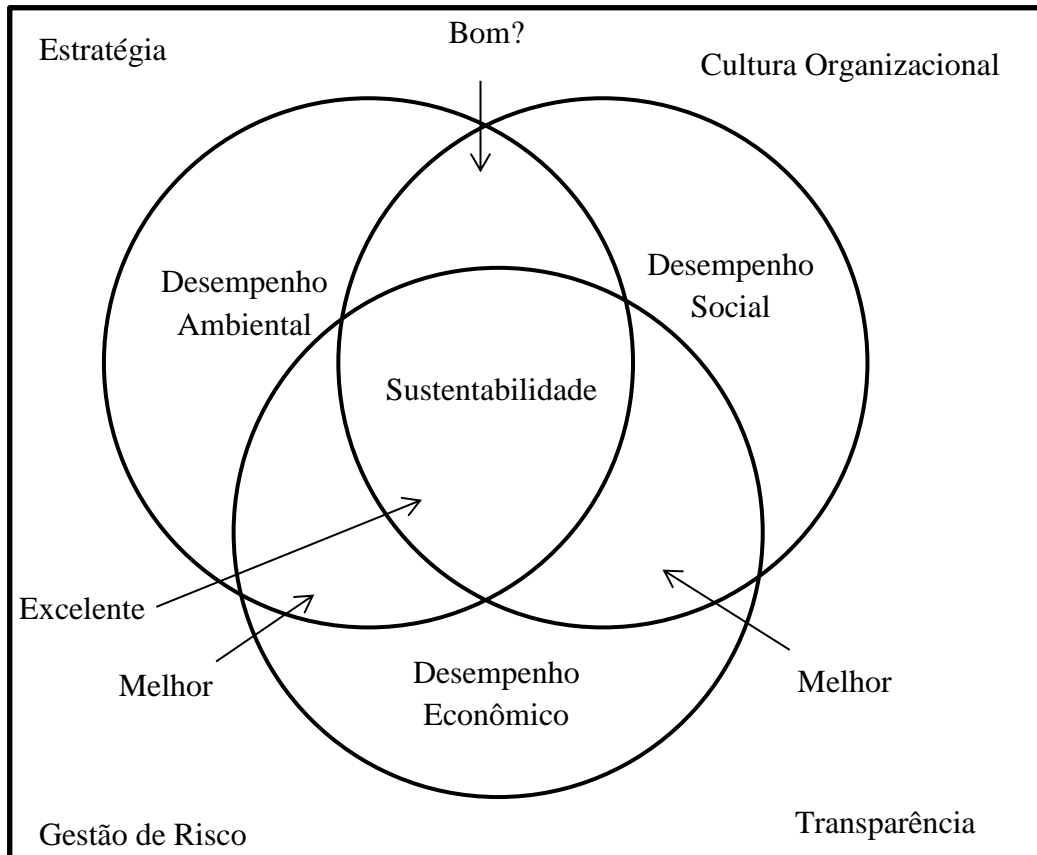 Bom?
Estratégia
Cultura Organizacional
Desempenho
Ambiental
Desempenho
Social
Sustentabilidade
Excelente
Melhor
Desempenho
Econômico
Melhor
Gestão de Risco
Transparência